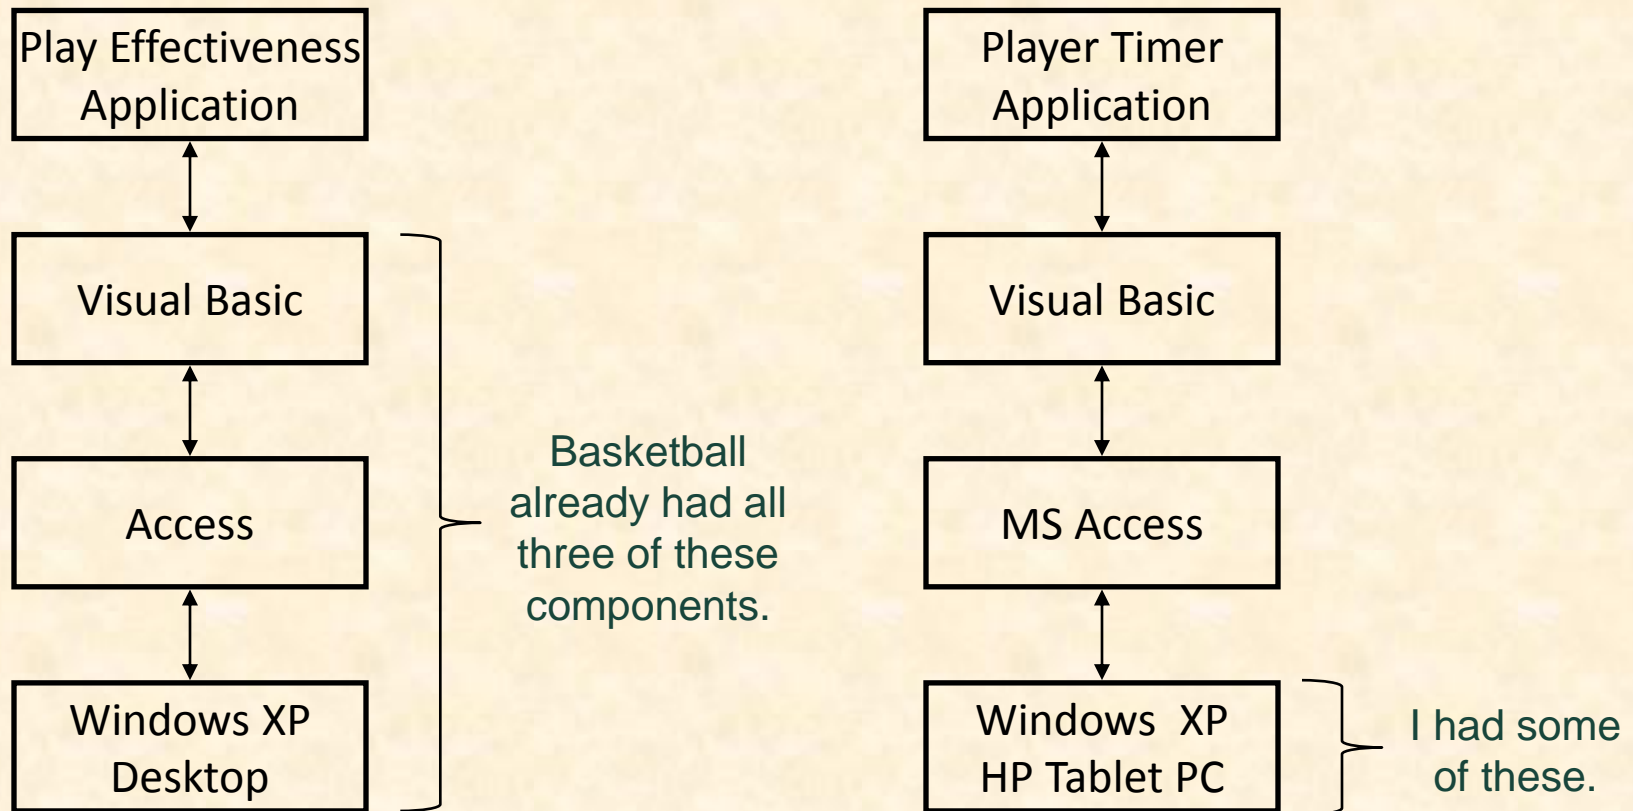 Play Effectiveness
Application
Visual Basic
Access
Windows XP
Desktop
Basketball
already had all
three of these
components.
Player Timer
Application
Visual Basic
MS Access
Windows XP
HP Tablet PC
I had some
of these.